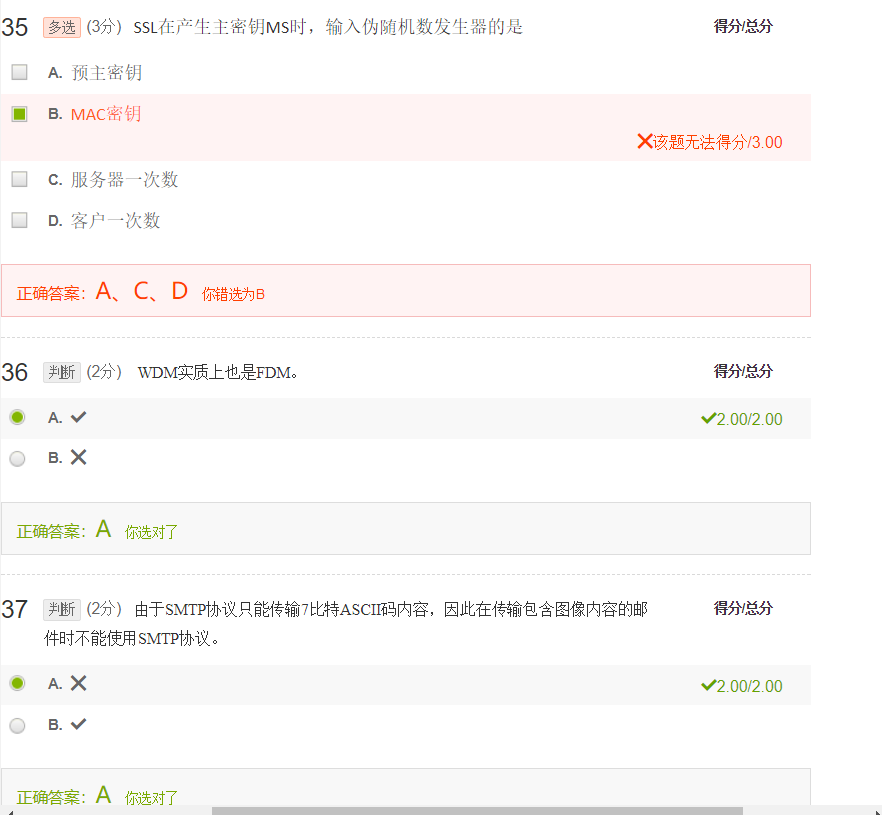 35 多选 (3分) SSL在产生主密钥MS时，输入伪随机数发生器的是 得分/总分
A. 预主密钥
B. MAC密钥
该题无法得分/3.00
C. 服务器一次数
D. 客户一次数
正确答案：A、C、D 你错选为B
36 判断 (2分) WDM实质上也是FDM。 得分/总分
A.
2.00/2.00
B.
正确答案：A 你选对了
37 判断 (2分) 由于SMTP协议只能传输7比特ASCII码内容，因此在传输包含图像内容的邮 得分/总分
件时不能使用SMTP协议。
A.
2.00/2.00
B.
正确答案：A 你选对了